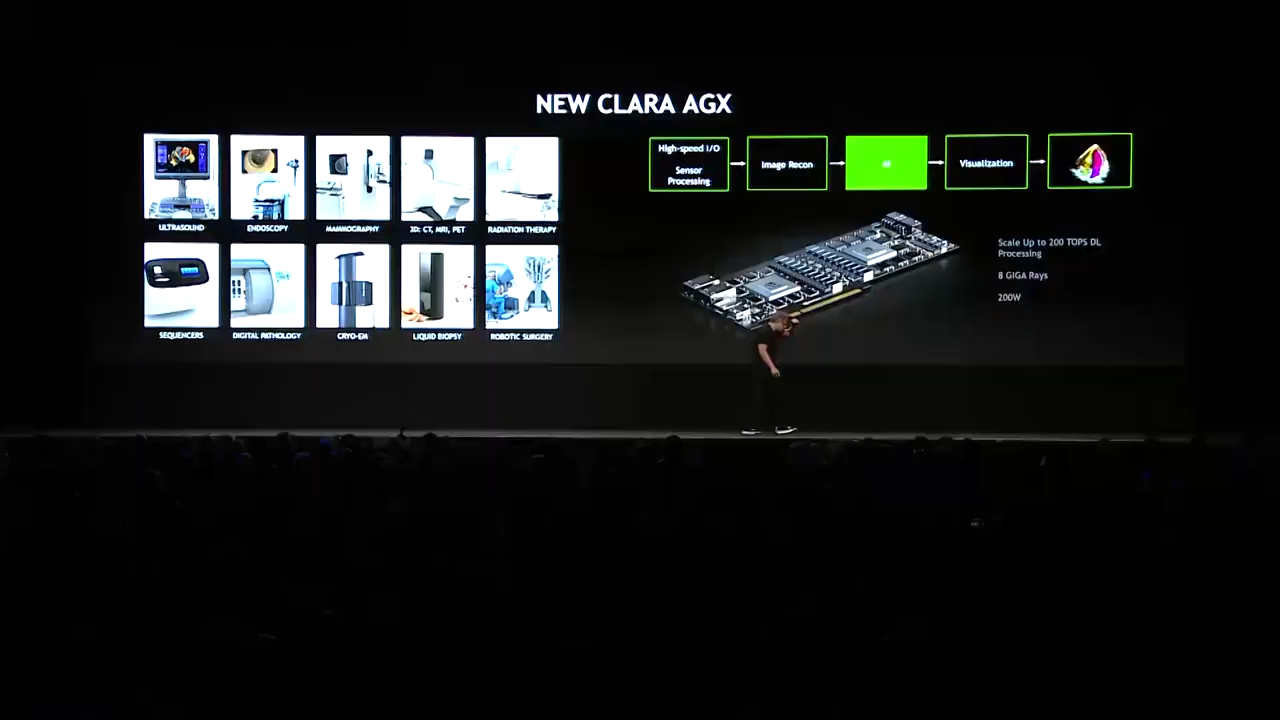 NEW CLARA AGX
ULTRASOUND
ENDOSCOPY
MAMMOGRAPHY
3D: CT, MRI, PET
RADIATION THERAPY
SEQUENCERS
DIGITAL PATHOLOGY
CRYO-EM
LIQUID BIOPSY
ROBOTIC SURGERY
High-speed I/O
Sensor
Processing
Image Recon
AI
Visualization
Scale Up to 200 TOPS DL
Processing
8 GIGA Rays
200W